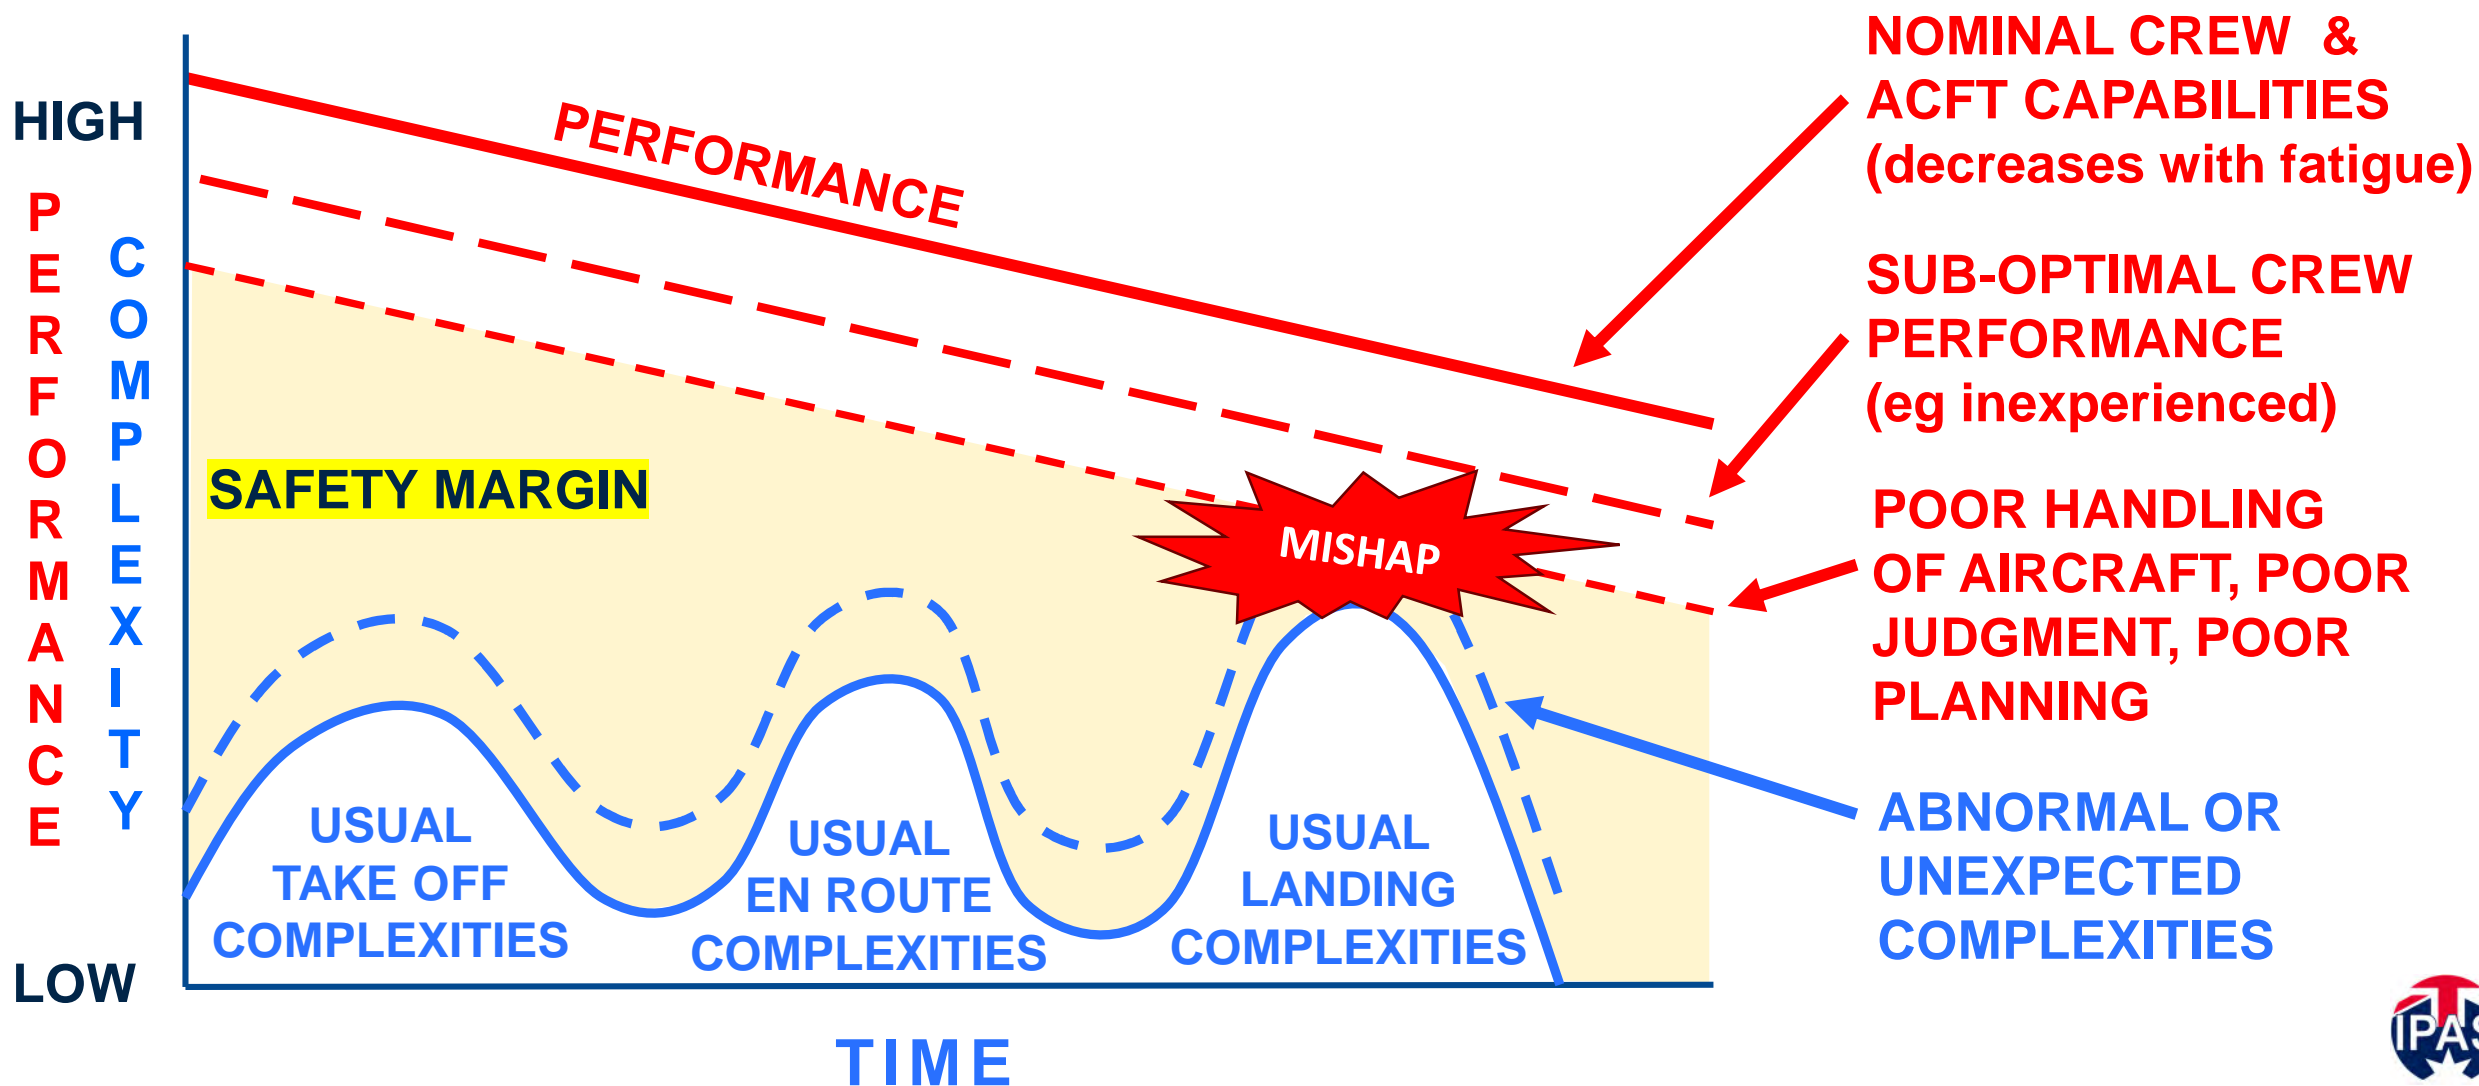 HIGH
PERFORMANCE
COMPLEXITY
LOW
PERFORMANCE
SAFETY MARGIN
MISHAP
USUAL
TAKE OFF
COMPLEXITIES
USUAL
EN ROUTE
COMPLEXITIES
USUAL
LANDING
COMPLEXITIES
TIME
NOMINAL CREW &
ACFT CAPABILITIES
(decreases with fatigue)
SUB-OPTIMAL CREW
PERFORMANCE
(eg inexperienced)
POOR HANDLING
OF AIRCRAFT, POOR
JUDGMENT, POOR
PLANNING
ABNORMAL OR
UNEXPECTED
COMPLEXITIES